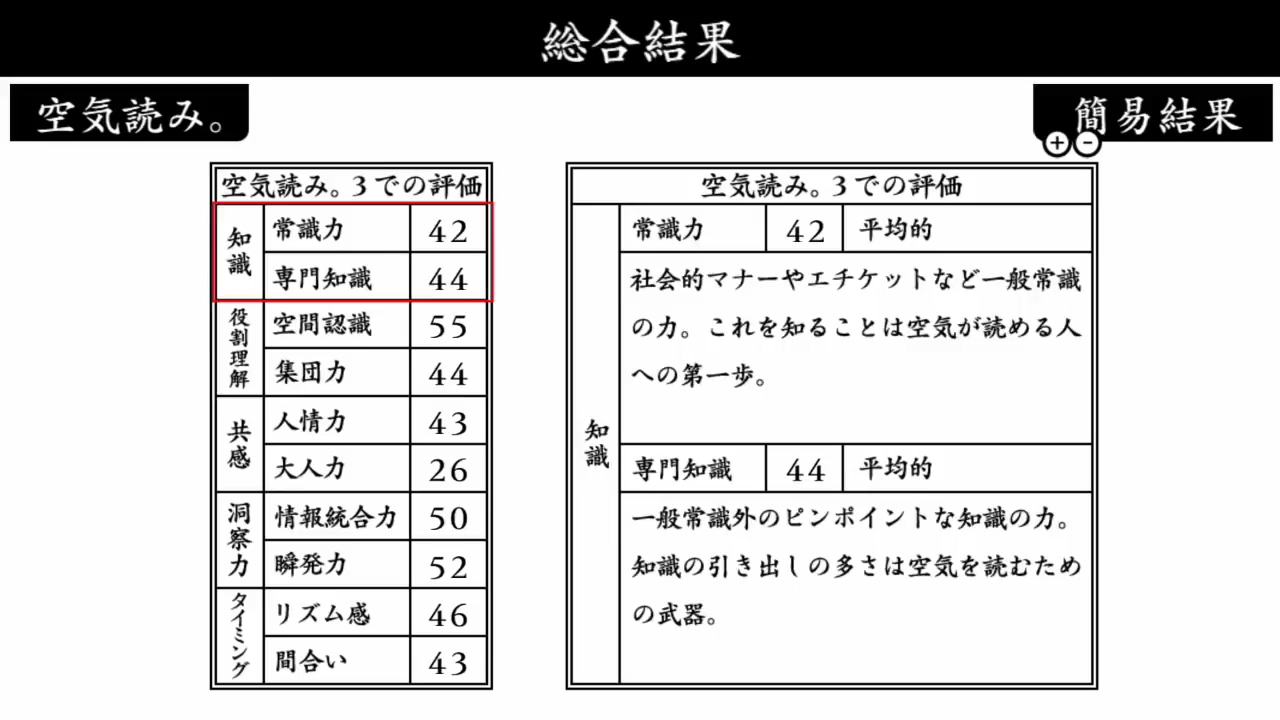 総合結果
空気読み。
簡易結果
+ -
空気読み。3での評価
知識
常識力 42
専門知識 44
役割理解
空間認識 55
集団力 44
共感
人情力 43
大人力 26
洞察力
情報統合力 50
瞬発力 52
タイミング
リズム感 46
間合い 43
空気読み。3での評価
知識
常識力 42 平均的
社会的マナーやエチケットなど一般常識
の力。これを知ることは空気が読める人
への第一歩。
専門知識 44 平均的
一般常識外のピンポイントな知識の力。
知識の引き出しの多さは空気を読むため
の武器。